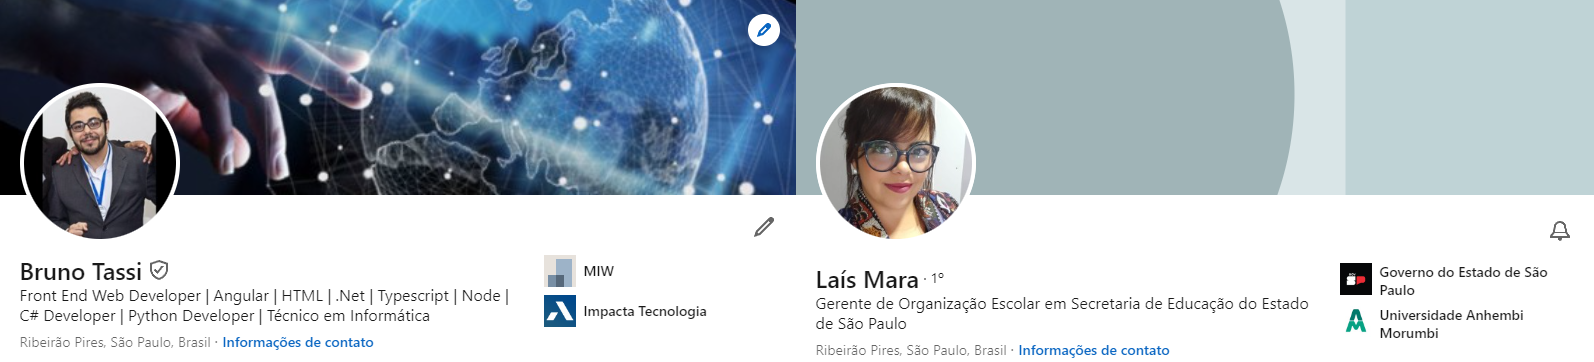 Bruno Tassi
Front End Web Developer | Angular | HTML | .Net | Typescript | Node |
C# Developer | Python Developer | Técnico em Informática
Ribeirão Pires, São Paulo, Brasil · Informações de contato
MIW
Impacta Tecnologia
Laís Mara · 1º
Gerente de Organização Escolar em Secretaria de Educação do Estado
de São Paulo
Ribeirão Pires, São Paulo, Brasil · Informações de contato
Governo do Estado de São
Paulo
Universidade Anhembi
Morumbi